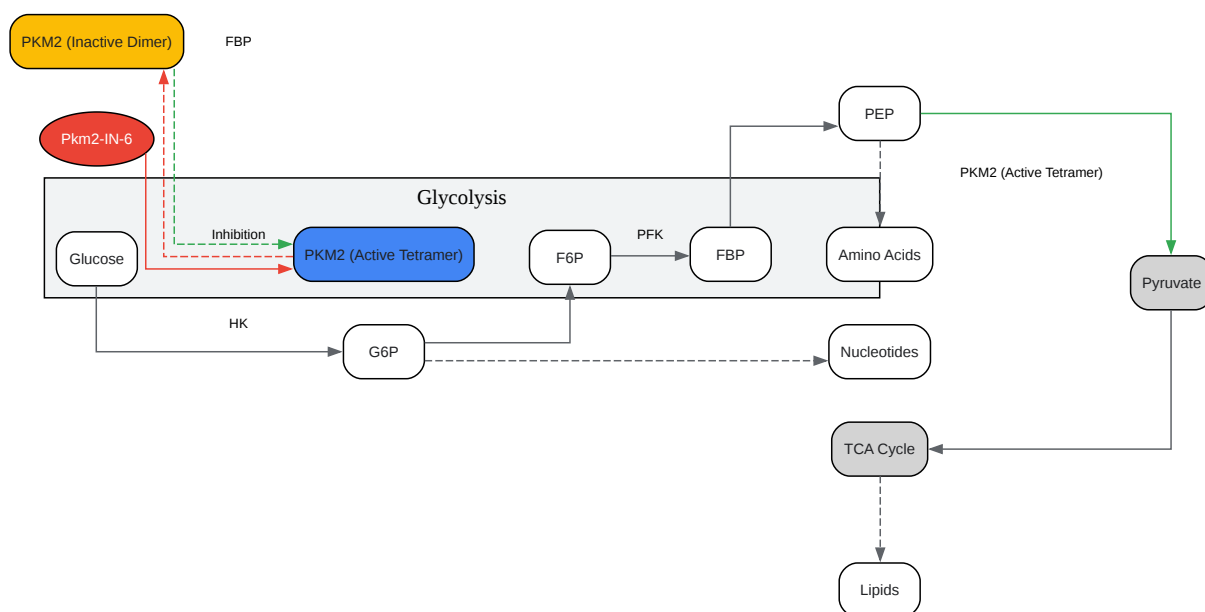 PKM2 (Inactive Dimer)
FBP
Pkm2-IN-6
PEP
PKM2 (Active Tetramer)
Glycolysis
Glucose
Inhibition
PKM2 (Active Tetramer)
F6P
PFK
FBP
Amino Acids
Pyruvate
HK
G6P
Nucleotides
TCA Cycle
Lipids